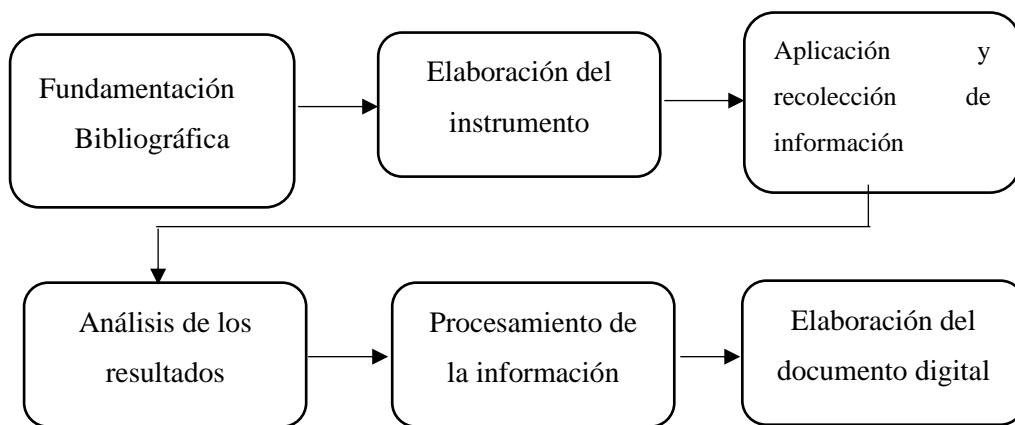 Fundamentación
Bibliográfica
Elaboración del
instrumento
Aplicación y
recolección de
información
Análisis de los
resultados
Procesamiento de
la información
Elaboración del
documento digital